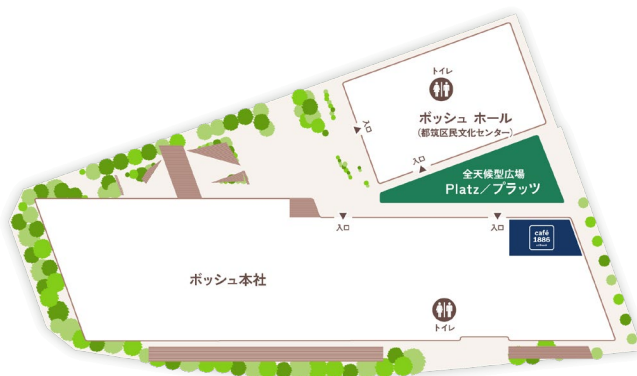 トイレ
ボッシュ ホール
(都筑区民文化センター)
入口
入口
全天候型広場
Platz/プラッツ
入口
入口
café
1886
ボッシュ本社
トイレ